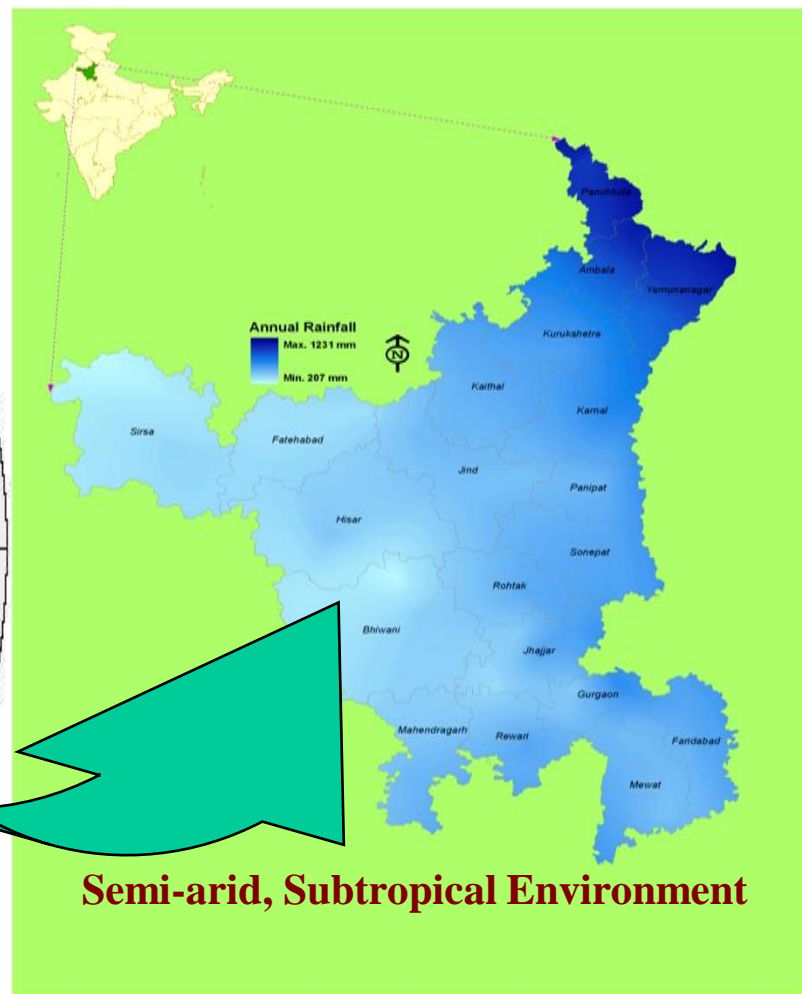 Panchkula
Ambala
Yamunanagar
Annual Rainfall
Max. 1231 mm
Min. 207 mm
N
Kurukshetra
Kaithal
Karnal
Sirsa
Fatehabad
Jind
Panipat
Hisar
Sonepat
Rohtak
Bhiwani
Jhajjar
Gurgaon
Mahendragarh
Rewari
Faridabad
Mewat
Semi-arid, Subtropical Environment